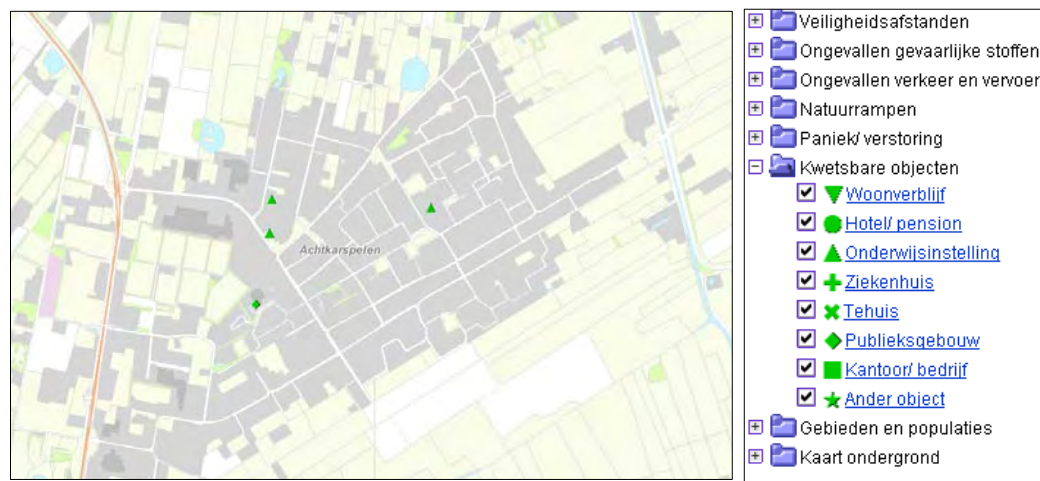 Achtkarspelen
Veiligheidsafstanden
Ongevallen gevaarlijke stoffen
Ongevallen verkeer en vervoer
Natuurrampen
Paniek/ verstoring
Kwetsbare objecten
Woonverblijf
Hotel/ pension
Onderwijsinstelling
Ziekenhuis
Tehuis
Publieksgebouw
Kantoor/ bedrijf
Ander object
Gebieden en populaties
Kaart ondergrond